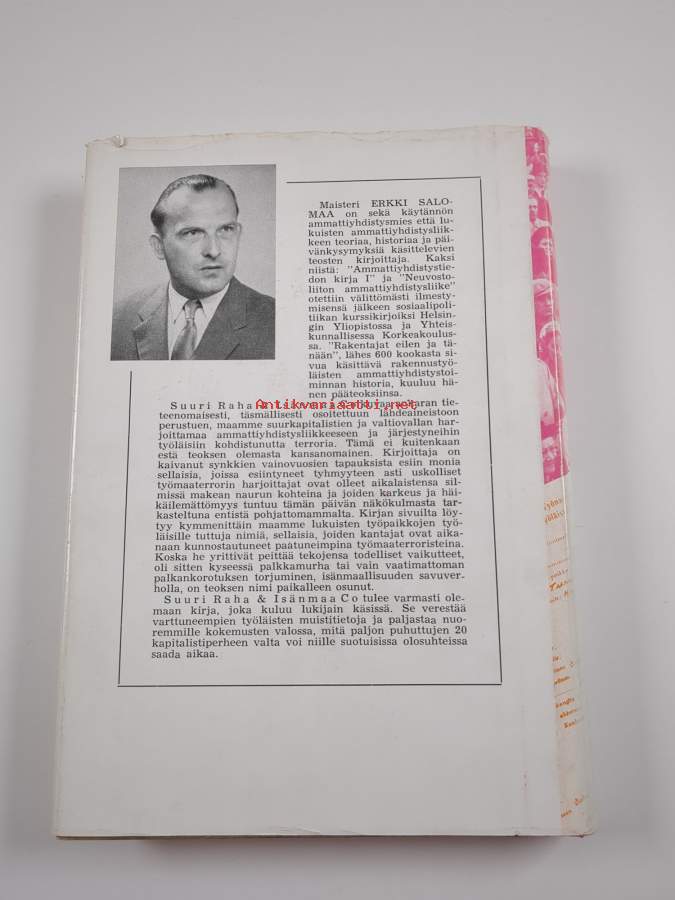 Maisteri ERKKI SALO-
MAA on sekä käytännön
ammattiyhdistysmies että lu-
kuisten ammattiyhdistysliik-
keen teoriaa, historiaa ja päi-
vänkysymyksiä käsittelevien
teosten kirjoittaja. Kaksi
niistä: "Ammattiyhdistystie-
don kirja I" ja "Neuvosto-
liiton ammattiyhdistysliike"
otettiin välittömästi ilmesty-
misensä jälkeen sosiaalipoli-
tiikan kurssikirjoiksi Helsin-
gin Yliopistossa ja Yhteis-
kunnallisessa Korkeakoulus-
sa. "Rakentajat eilen ja tä-
nään", lähes 600 kookasta si-
vua käsittävä rakennustyö-
läisten ammattiyhdistystoi-
minnan historia, kuuluu hä-
nen pääteoksiinsa.
Suuri Raha & Isänmaa Co kuvaa ankaran tie-
teenomaisesti, täsmällisesti osoitettuun lähdeaineistoon
perustuen, maamme suurkapitalistien ja valtiovallan har-
joittamaa ammattiyhdistysliikkeeseen ja järjestyneihin
työläisiin kohdistunutta terroria. Tämä ei kuitenkaan
estä teoksen olemasta kansanomainen. Kirjoittaja on
kaivanut synkkien vainovuosien tapauksista esiin monia
sellaisia, joissa esiintyneet tyhmyyteen asti uskolliset
työmaaterrorin harjoittajat ovat olleet aikalaistensa sil-
missä makean naurun kohteina ja joiden karkeus ja häi-
käilemättömyys tuntuu tämän päivän näkökulmasta tar-
kasteltuna entistä pohjattomammalta. Kirjan sivuilta löy-
tyy kymmenittäin maamme lukuisten työpaikkojen työ-
läisille tuttuja nimiä, sellaisia, joiden kantajat ovat aika-
naan kunnostautuneet paatuneimpina työmaaterroristeina.
Koska he yrittivät peittää tekojensa todelliset vaikutteet,
oli sitten kyseessä palkkamurha tai vain vaatimattoman
palkankorotuksen torjuminen, isänmaallisuuden savuver-
holla, on teoksen nimi paikalleen osunut.
Suuri Raha & Isänmaa Co tulee varmasti ole-
maan kirja, joka kuluu lukijain käsissä. Se verestää
varttuneempien työläisten muistitietoja ja paljastaa nuo-
remmille kokemusten valossa, mitä paljon puhuttujen 20
kapitalistiperheen valta voi niille suotuisissa olosuhteissa
saada aikaa.
Antikvariaatti.net